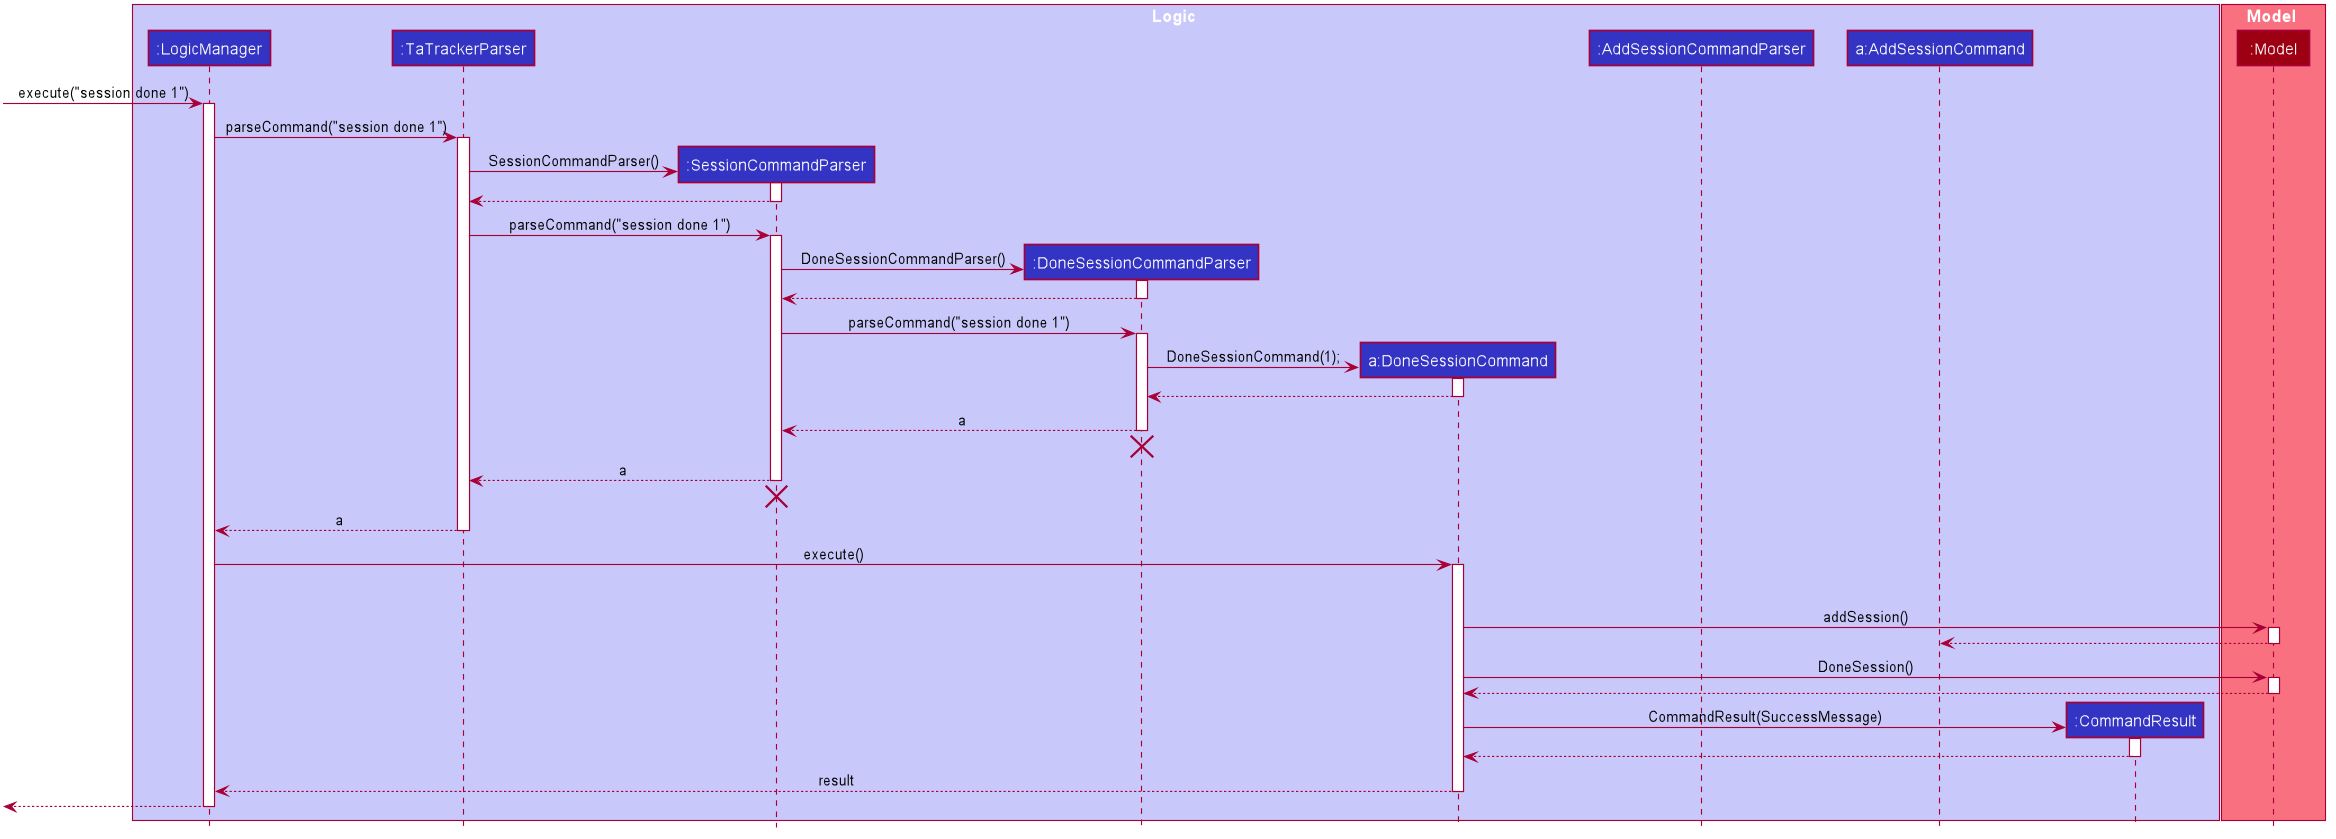 Logic
Model
:LogicManager
:TaTrackerParser
:AddSessionCommandParser
a:AddSessionCommand
:Model
execute("session done 1")
parseCommand("session done 1")
SessionCommandParser()
:SessionCommandParser
parseCommand("session done 1")
DoneSessionCommandParser()
:DoneSessionCommandParser
parseCommand("session done 1")
DoneSessionCommand(1);
a:DoneSessionCommand
a
a
a
execute()
addSession()
DoneSession()
CommandResult(SuccessMessage)
:CommandResult
result